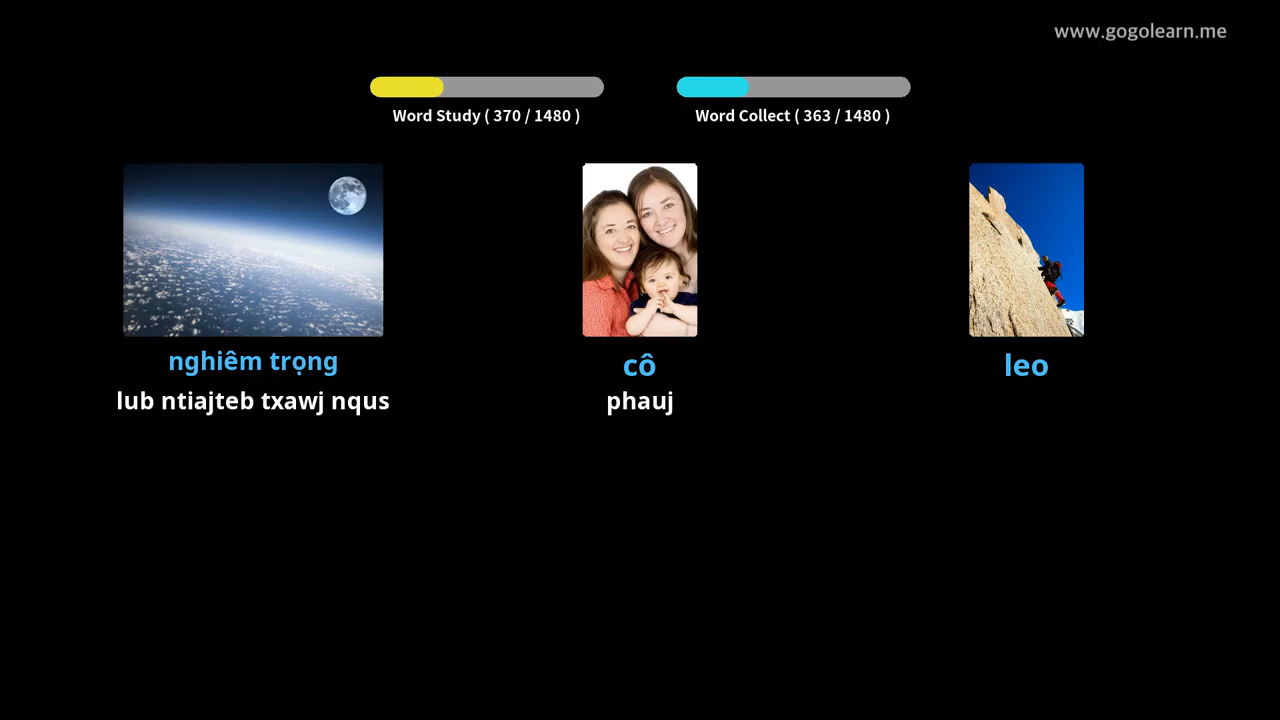 www.gogolearn.me
Word Study ( 370 / 1480 )
Word Collect ( 363 / 1480 )
nghiêm trọng
lub ntiajteb txawj nqus
cô
phauj
leo